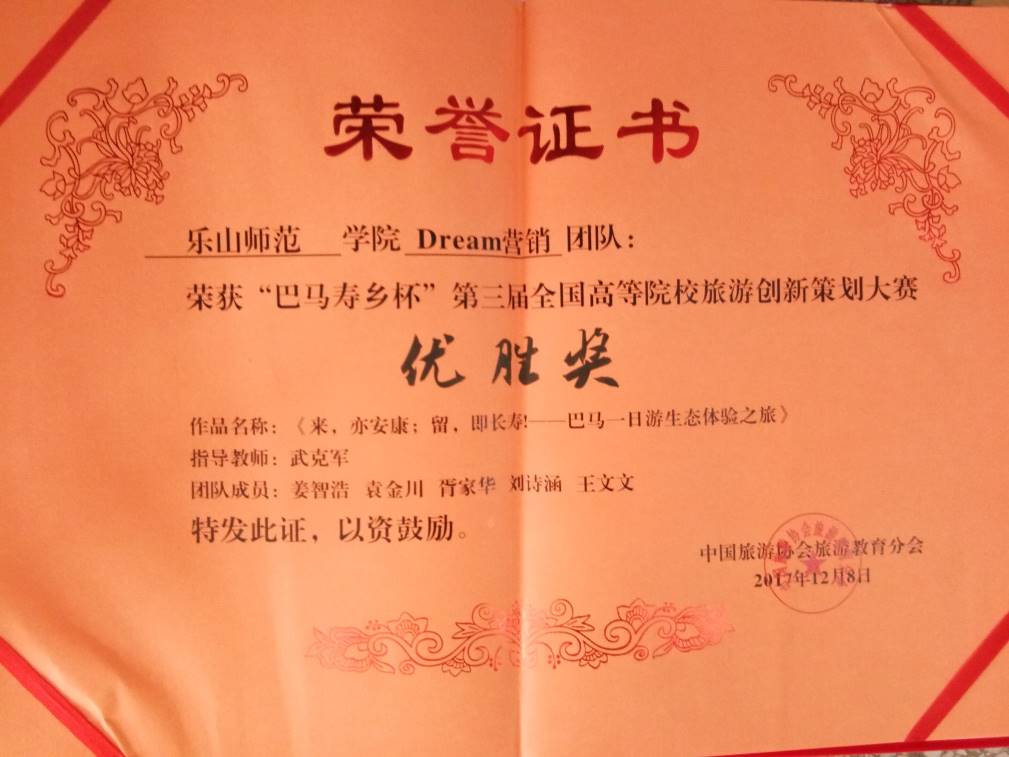 荣誉证书
乐山师范 学院 Dream营销 团队：
荣获“巴马寿乡杯”第三届全国高等院校旅游创新策划大赛
优胜奖
作品名称：《来，亦安康；留，即长寿!——巴马一日游生态体验之旅》
指导教师：武克军
团队成员：姜智浩 袁金川 胥家华 刘诗涵 王文文
特发此证，以资鼓励。
中国旅游协会旅游教育分会
2017年12月8日